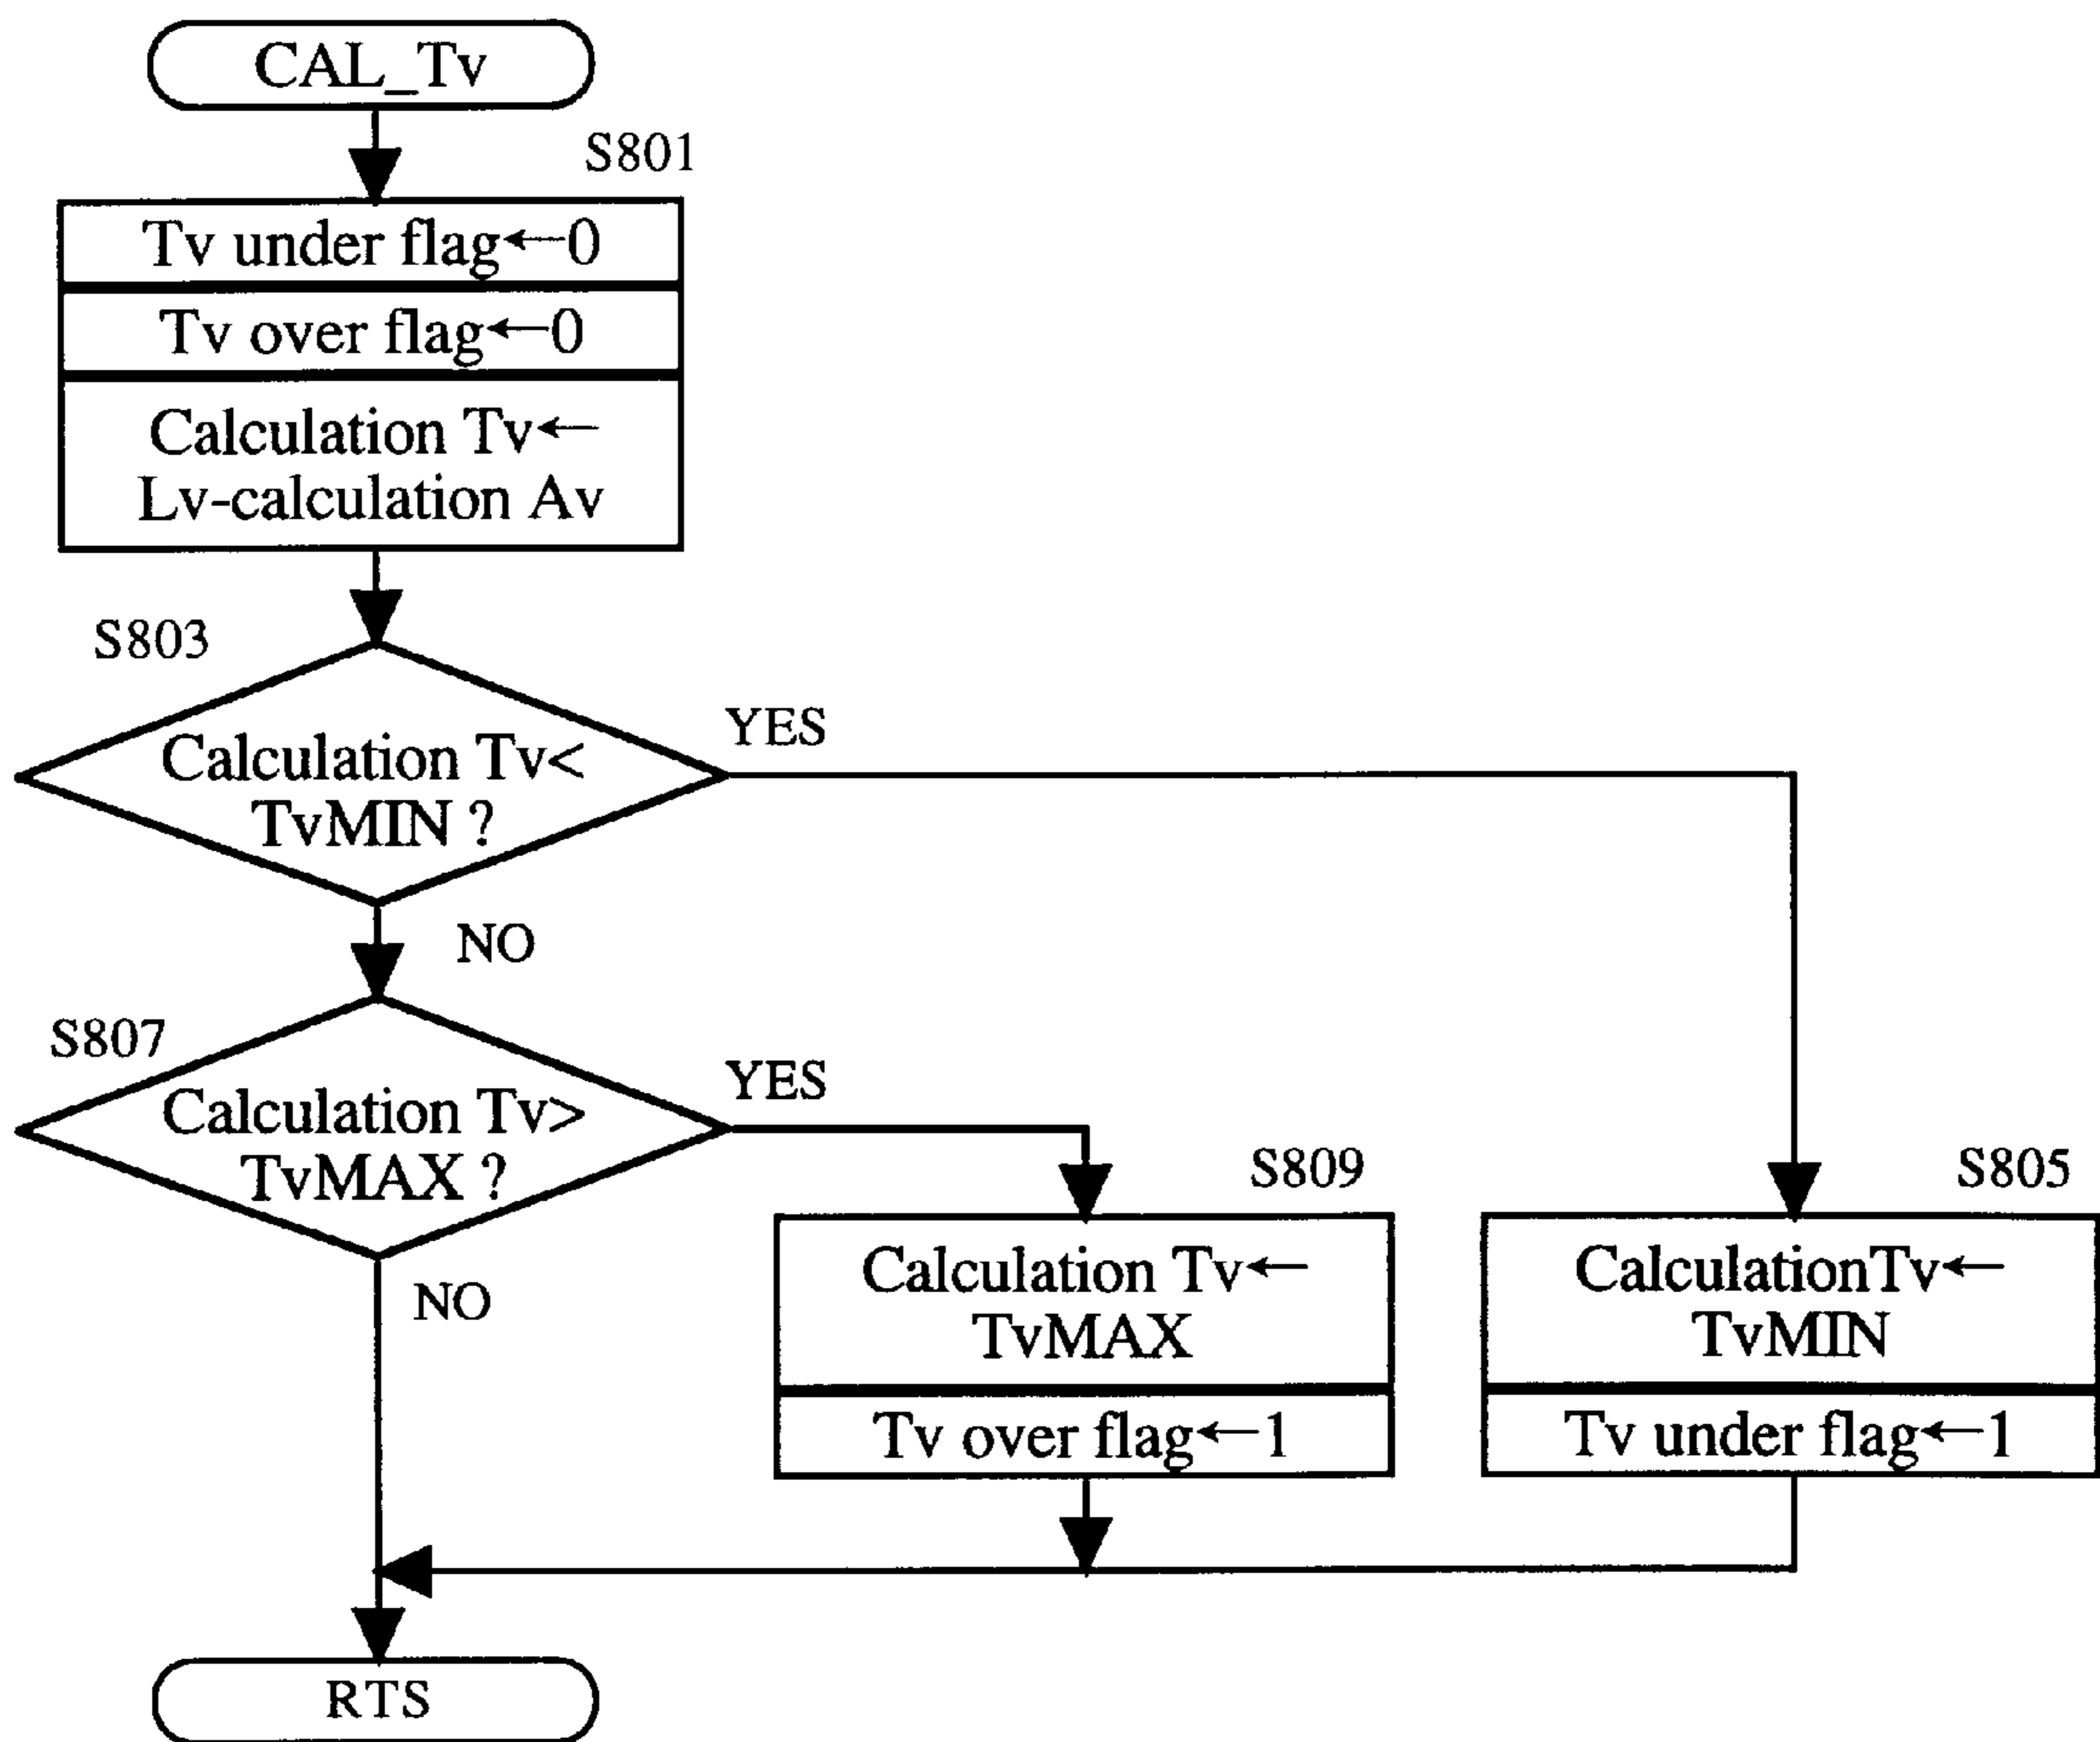 CAL_Tv
S801
Tv under flag←0
Tv over flag←0
Calculation Tv←
Lv-calculation Av
S803
Calculation Tv<
TvMIN ?
YES
NO
S807
Calculation Tv>
TvMAX ?
YES
NO
S809
Calculation Tv←
TvMAX
Tv over flag←1
S805
CalculationTv←
TvMIN
Tv under flag←1
RTS